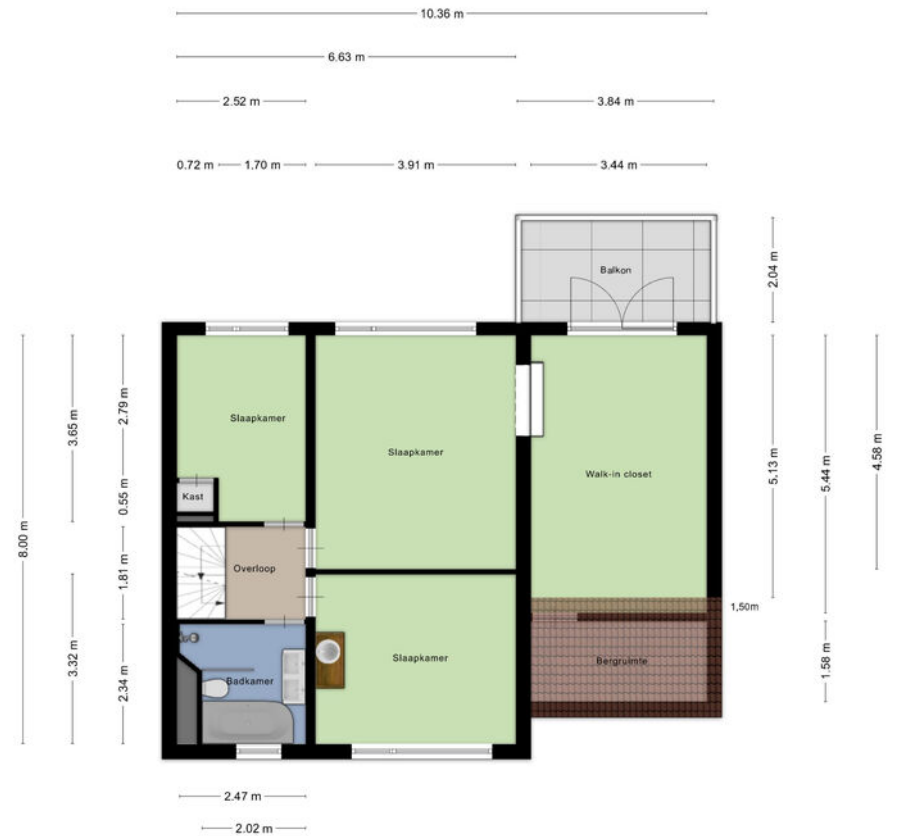 10.36 m
6.63 m
2.52 m
3.84 m
0.72 m
1.70 m
3.91 m
3.44 m
Balkon
2.04 m
Slaapkamer
Slaapkamer
Walk-in closet
Kast
Overloop
Slaapkamer
Badkamer
Bergruimte
1,50m
8.00 m
3.65 m
3.32 m
2.79 m
0.55 m
1.81 m
2.34 m
5.13 m
5.44 m
1.58 m
4.58 m
2.47 m
2.02 m